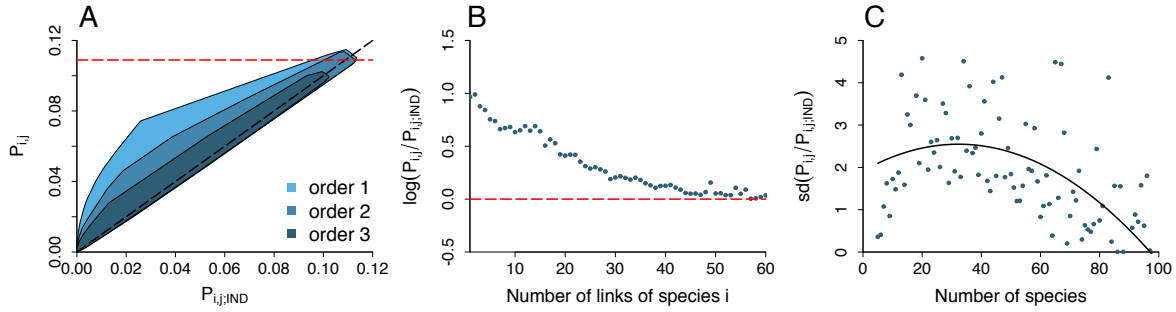 A
P_{i,j}
0.12
0.08
0.04
0.00
order 1
order 2
order 3
0.00 0.02 0.04 0.06 0.08 0.10 0.12
P_{i,j;IND}
B
log(P_{i,j}/P_{i,j;IND})
1.5
1.0
0.5
0.0
−0.5
10 20 30 40 50 60
Number of links of species i
C
sd(P_{i,j}/P_{i,j;IND})
5
4
3
2
1
0
0 20 40 60 80 100
Number of species